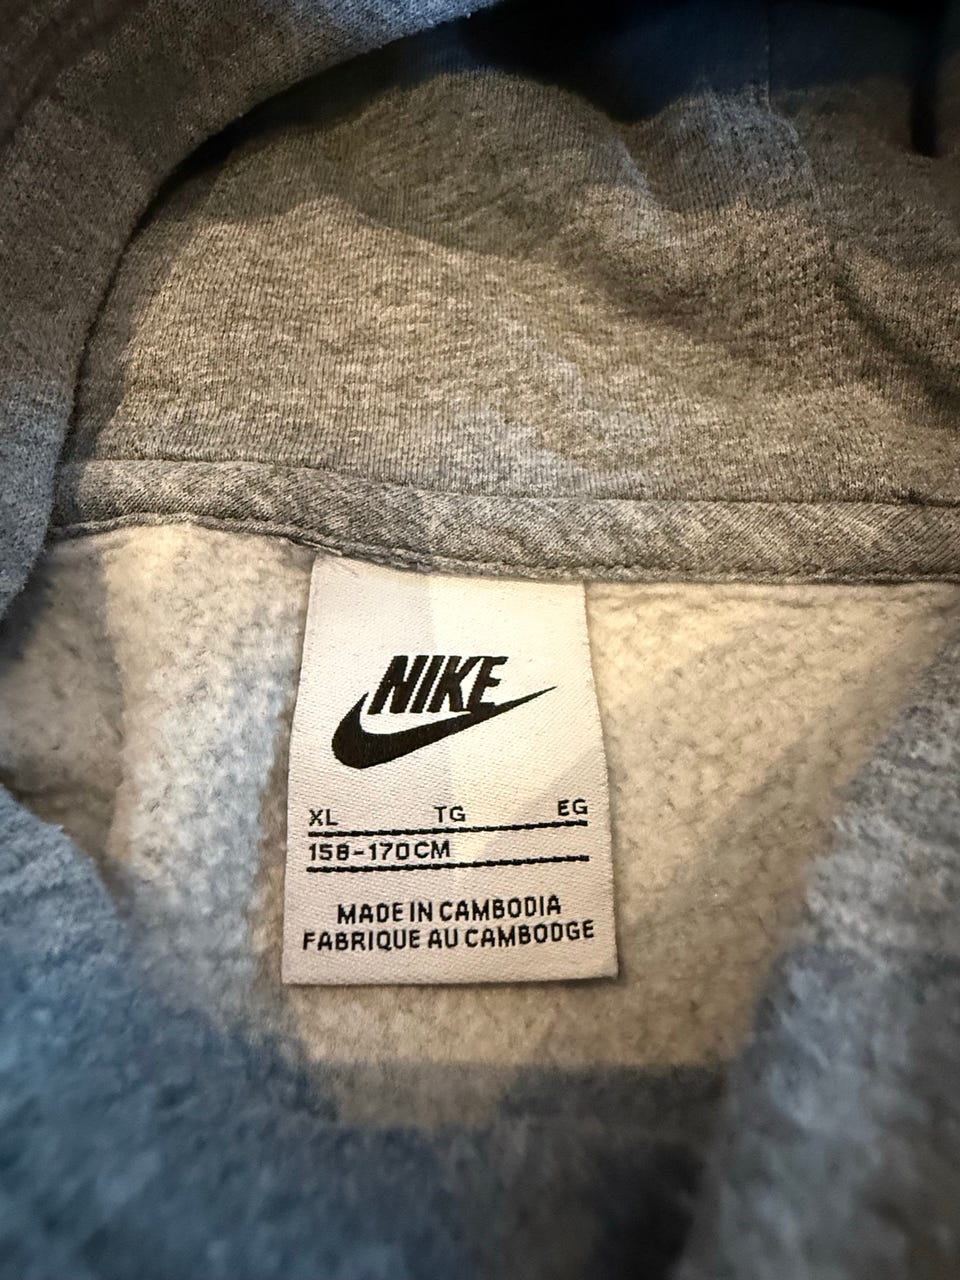 NIKE
XL TG EG
158-170CM
MADE IN CAMBODIA
FABRIQUE AU CAMBODGE